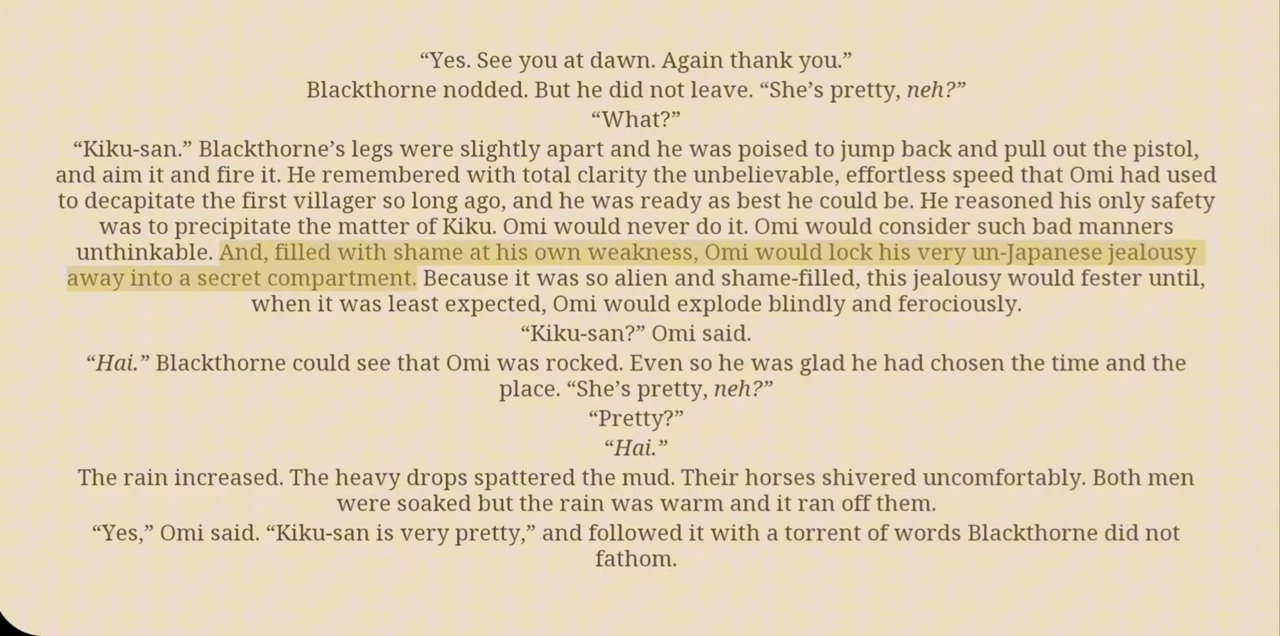 “Yes. See you at dawn. Again thank you.”
Blackthorne nodded. But he did not leave. “She’s pretty, neh?”
“What?”
“Kiku-san.” Blackthorne’s legs were slightly apart and he was poised to jump back and pull out the pistol,
and aim it and fire it. He remembered with total clarity the unbelievable, effortless speed that Omi had used
to decapitate the first villager so long ago, and he was ready as best he could be. He reasoned his only safety
was to precipitate the matter of Kiku. Omi would never do it. Omi would consider such bad manners
unthinkable. And, filled with shame at his own weakness, Omi would lock his very un-Japanese jealousy
away into a secret compartment. Because it was so alien and shame-filled, this jealousy would fester until,
when it was least expected, Omi would explode blindly and ferociously.
“Kiku-san?” Omi said.
“Hai.” Blackthorne could see that Omi was rocked. Even so he was glad he had chosen the time and the
place. “She’s pretty, neh?”
“Pretty?”
“Hai.”
The rain increased. The heavy drops spattered the mud. Their horses shivered uncomfortably. Both men
were soaked but the rain was warm and it ran off them.
“Yes,” Omi said. “Kiku-san is very pretty,” and followed it with a torrent of words Blackthorne did not
fathom.